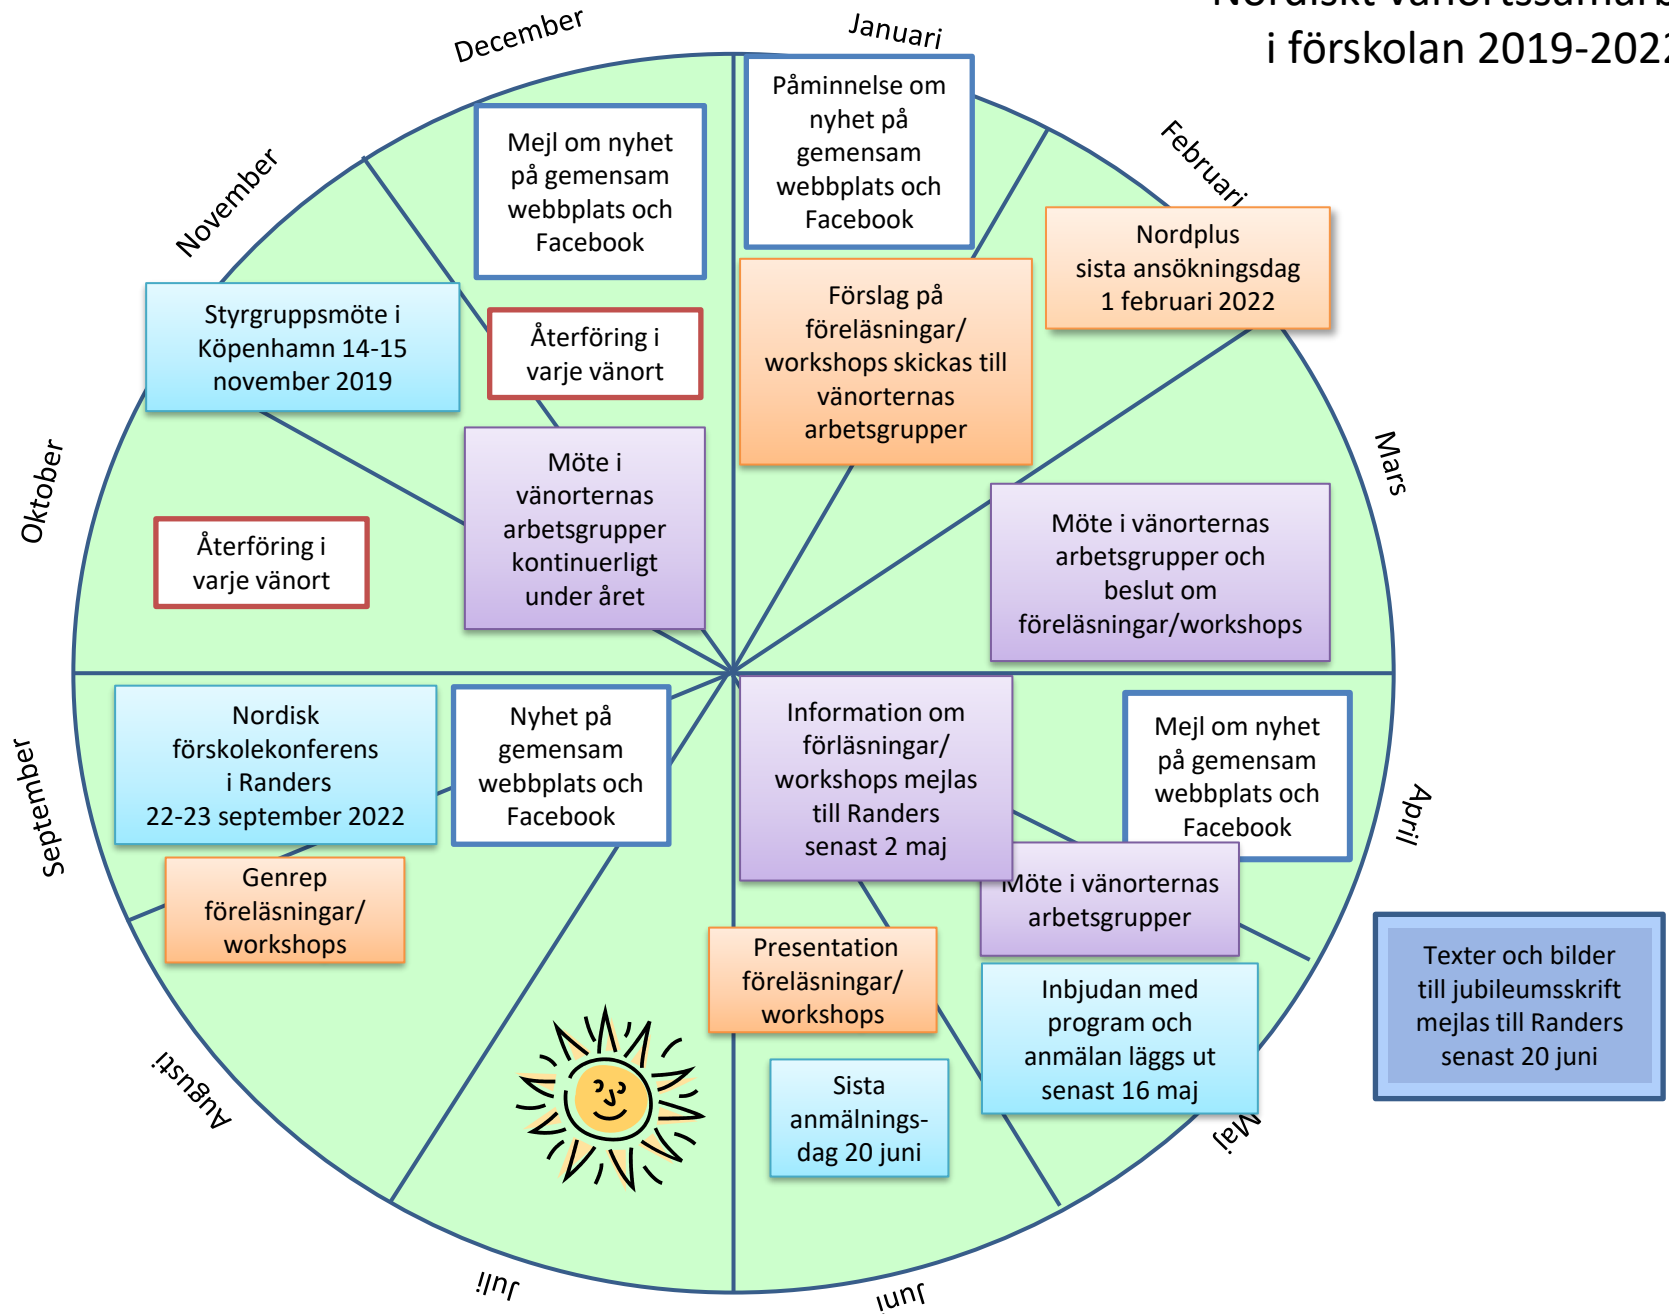 Nordiskt vänortssamarb
i förskolan 2019-2022
December
Januari
Februari
Mars
April
Maj
Juni
Juli
Augusti
September
Oktober
November
Påminnelse om
nyhet på
gemensam
webbplats och
Facebook
Mejl om nyhet
på gemensam
webbplats och
Facebook
Nordplus
sista ansökningsdag
1 februari 2022
Förslag på
föreläsningar/
workshops skickas till
vänorternas
arbetsgrupper
Styrgruppsmöte i
Köpenhamn 14-15
november 2019
Återföring i
varje vänort
Möte i
vänorternas
arbetsgrupper
kontinuerligt
under året
Återföring i
varje vänort
Möte i vänorternas
arbetsgrupper och
beslut om
föreläsningar/workshops
Nordisk
förskolekonferens
i Randers
22-23 september 2022
Nyhet på
gemensam
webbplats och
Facebook
Information om
förläsningar/
workshops mejlas
till Randers
senast 2 maj
Mejl om nyhet
på gemensam
webbplats och
Facebook
Genrep
föreläsningar/
workshops
Möte i vänorternas
arbetsgrupper
Presentation
föreläsningar/
workshops
Inbjudan med
program och
anmälan läggs ut
senast 16 maj
Sista
anmälnings-
dag 20 juni
Texter och bilder
till jubileumsskrift
mejlas till Randers
senast 20 juni